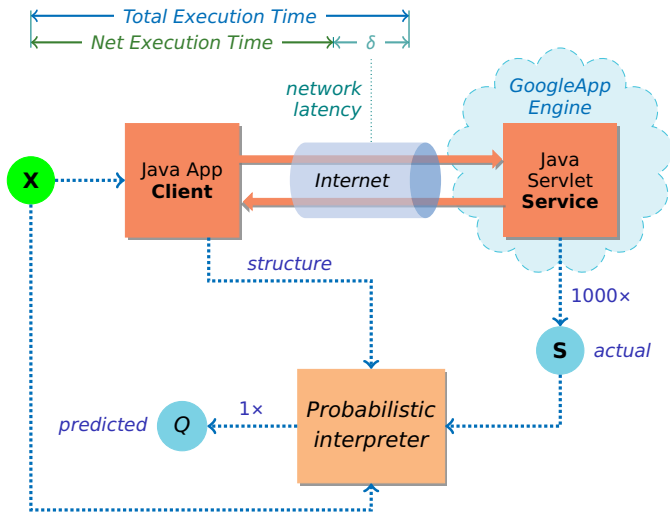 Total Execution Time
Net Execution Time δ
network
latency
GoogleApp
Engine
X
Java App
Client
Internet
Java
Servlet
Service
structure
1000×
S actual
predicted Q 1×
Probabilistic
interpreter